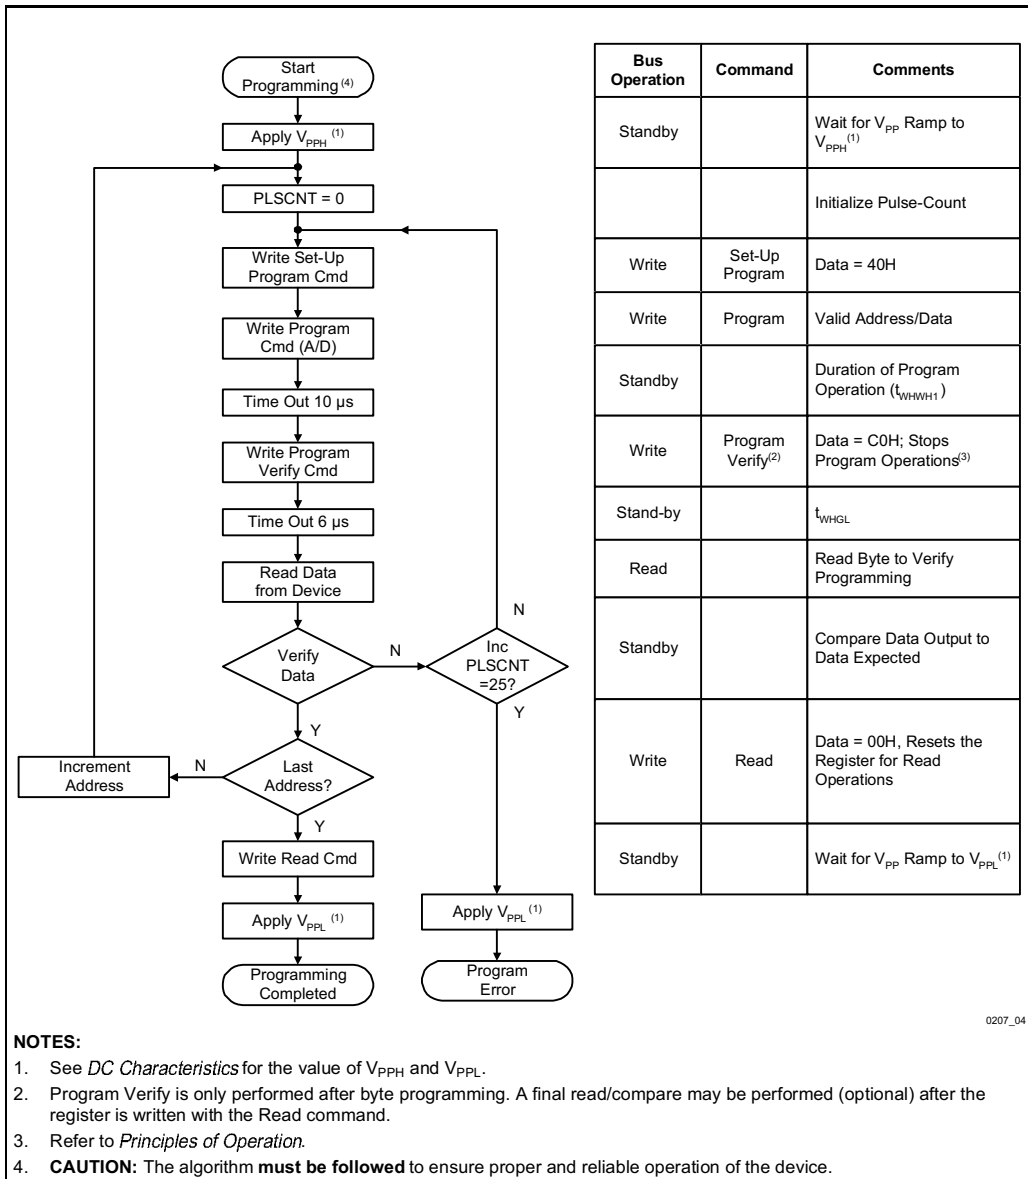 Start
Programming (4)
Apply VPPH (1)
PLSCNT = 0
Write Set-Up
Program Cmd
Write Program
Cmd (A/D)
Time Out 10 µs
Write Program
Verify Cmd
Time Out 6 µs
Read Data
from Device
Verify
Data
N
Inc
PLSCNT
=25?
N
Y
Y
Last
Address?
N
Increment
Address
Y
Write Read Cmd
Apply VPPL (1)
Programming
Completed
Apply VPPL (1)
Program
Error
Bus
Operation
Command
Comments
Standby
Wait for VPP Ramp to
VPPH(1)
Initialize Pulse-Count
Write
Set-Up
Program
Data = 40H
Write
Program
Valid Address/Data
Standby
Duration of Program
Operation (tWHWH1)
Write
Program
Verify(2)
Data = C0H; Stops
Program Operations(3)
Stand-by
tWHGL
Read
Read Byte to Verify
Programming
Standby
Compare Data Output to
Data Expected
Write
Read
Data = 00H, Resets the
Register for Read
Operations
Standby
Wait for VPP Ramp to VPPL(1)
0207_04
NOTES:
1. See DC Characteristics for the value of VPPH and VPPL.
2. Program Verify is only performed after byte programming. A final read/compare may be performed (optional) after the
register is written with the Read command.
3. Refer to Principles of Operation.
4. CAUTION: The algorithm must be followed to ensure proper and reliable operation of the device.